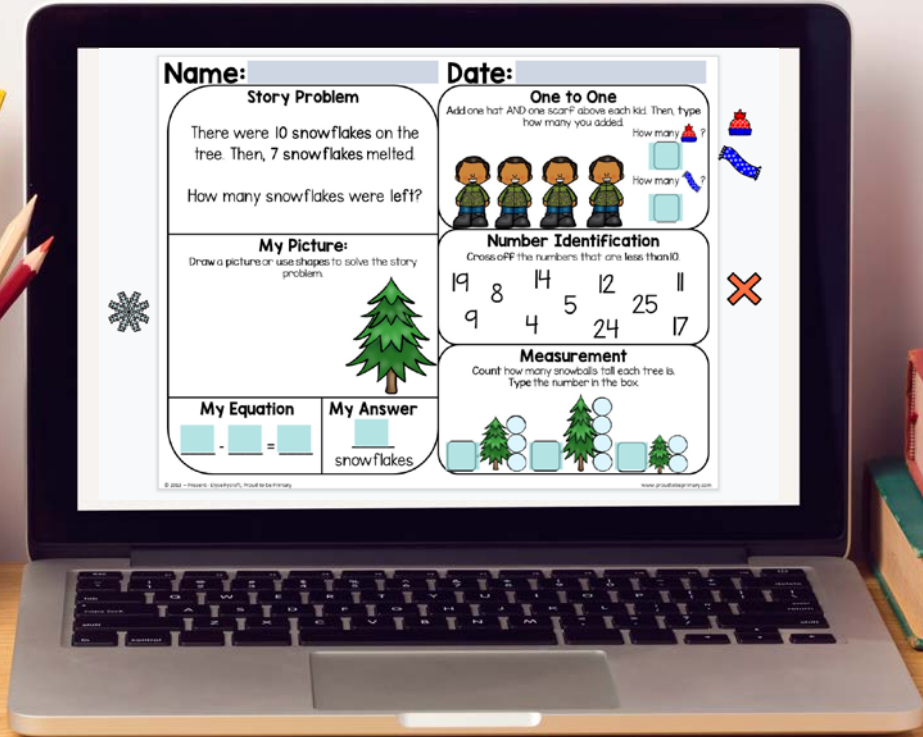 Name:
Date:
Story Problem
There were 10 snowflakes on the
tree. Then, 7 snowflakes melted.
How many snowflakes were left?
My Picture:
Draw a picture or use shapes to solve the story
problem.
My Equation
- =
My Answer
snowflakes
One to One
Add one hat AND one scarf above each kid. Then, type
how many you added.
How many ?
How many ?
Number Identification
Cross off the numbers that are less than 10.
19 8 14 5 12 25 11
9 4 24 17
Measurement
Count how many snowballs tall each tree is.
Type the number in the box.
www.proudtobeprimary.com
Q W E R T Y U I O P
A S D F G H J K L
Z X C V B N M
control